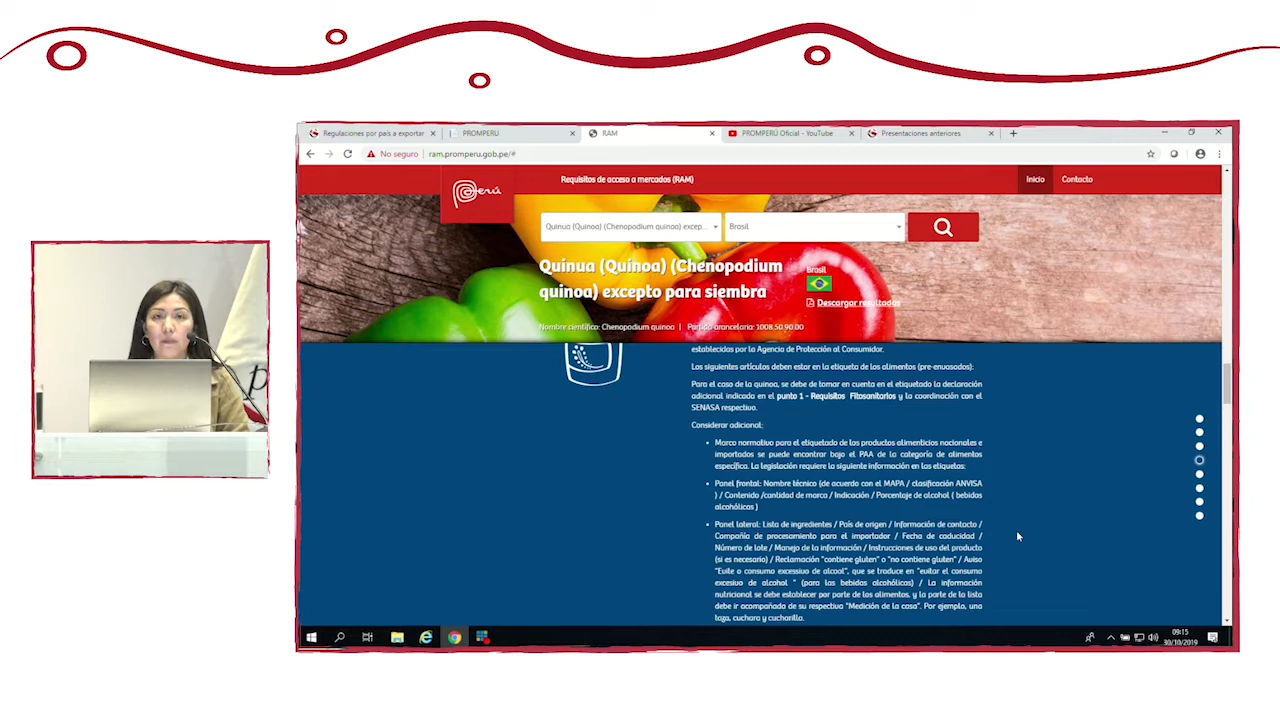 Regulaciones por país a exportar
PROMPERÚ
RAM
PROMPERÚ Oficial - YouTube
Presentaciones anteriores
No seguro
ram.promperu.gob.pe/#
Perú
Requisitos de acceso a mercados (RAM)
Inicio
Contacto
Quinua (Quinoa) (Chenopodium quinoa) excep...
Brasil
Quinua (Quinoa) (Chenopodium
quinoa) excepto para siembra
Brasil
Descargar resultados
Nombre científico: Chenopodium quinoa | Partida arancelaria: 1008.50.90.00
establecidas por la Agencia de Protección al Consumidor.
Los siguientes artículos deben estar en la etiqueta de los alimentos (pre-envasados):
Para el caso de la quinoa, se debe de tomar en cuenta en el etiquetado la declaración
adicional indicada en el punto 1 - Requisitos Fitosanitarios y la coordinación con el
SENASA respectivo.
Considerar adicional:
• Marco normativo para el etiquetado de los productos alimenticios nacionales e
importados se puede encontrar bajo el PAA de la categoría de alimentos
específica. La legislación requiere la siguiente información en las etiquetas:
• Panel frontal: Nombre técnico (de acuerdo con el MAPA / clasificación ANVISA
) / Contenido /cantidad de marca / Indicación / Porcentaje de alcohol ( bebidas
alcohólicas )
• Panel lateral: Lista de ingredientes / País de origen / Información de contacto /
Compañía de procesamiento para el importador / Fecha de caducidad /
Número de lote / Manejo de la información / Instrucciones de uso del producto
(si es necesario) / Reclamación "contiene gluten" o "no contiene gluten" / Aviso
"Evite o consumo excessivo de alcool", que se traduce en "evitar el consumo
excesivo de alcohol " (para las bebidas alcohólicas) / La información
nutricional se debe establecer por parte de los alimentos, y la parte de la lista
debe ir acompañada de su respectiva "Medición de la casa". Por ejemplo, una
taza, cuchara y cucharilla.
09:15
30/10/2019